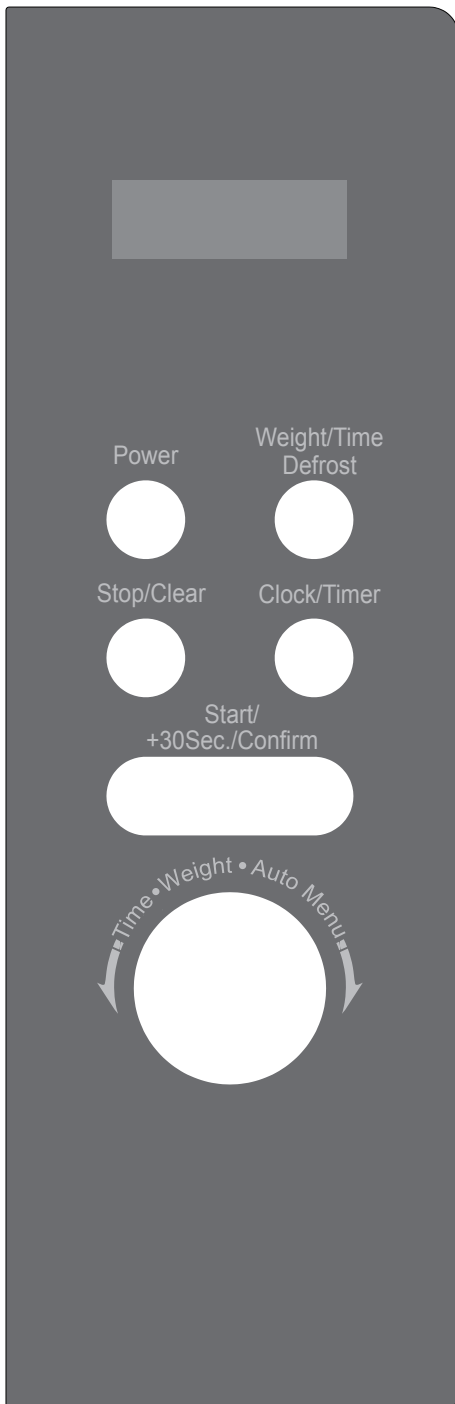 Power
Weight/Time
Defrost
Stop/Clear
Clock/Timer
Start/
+30Sec./Confirm
Time•Weight • Auto Menu